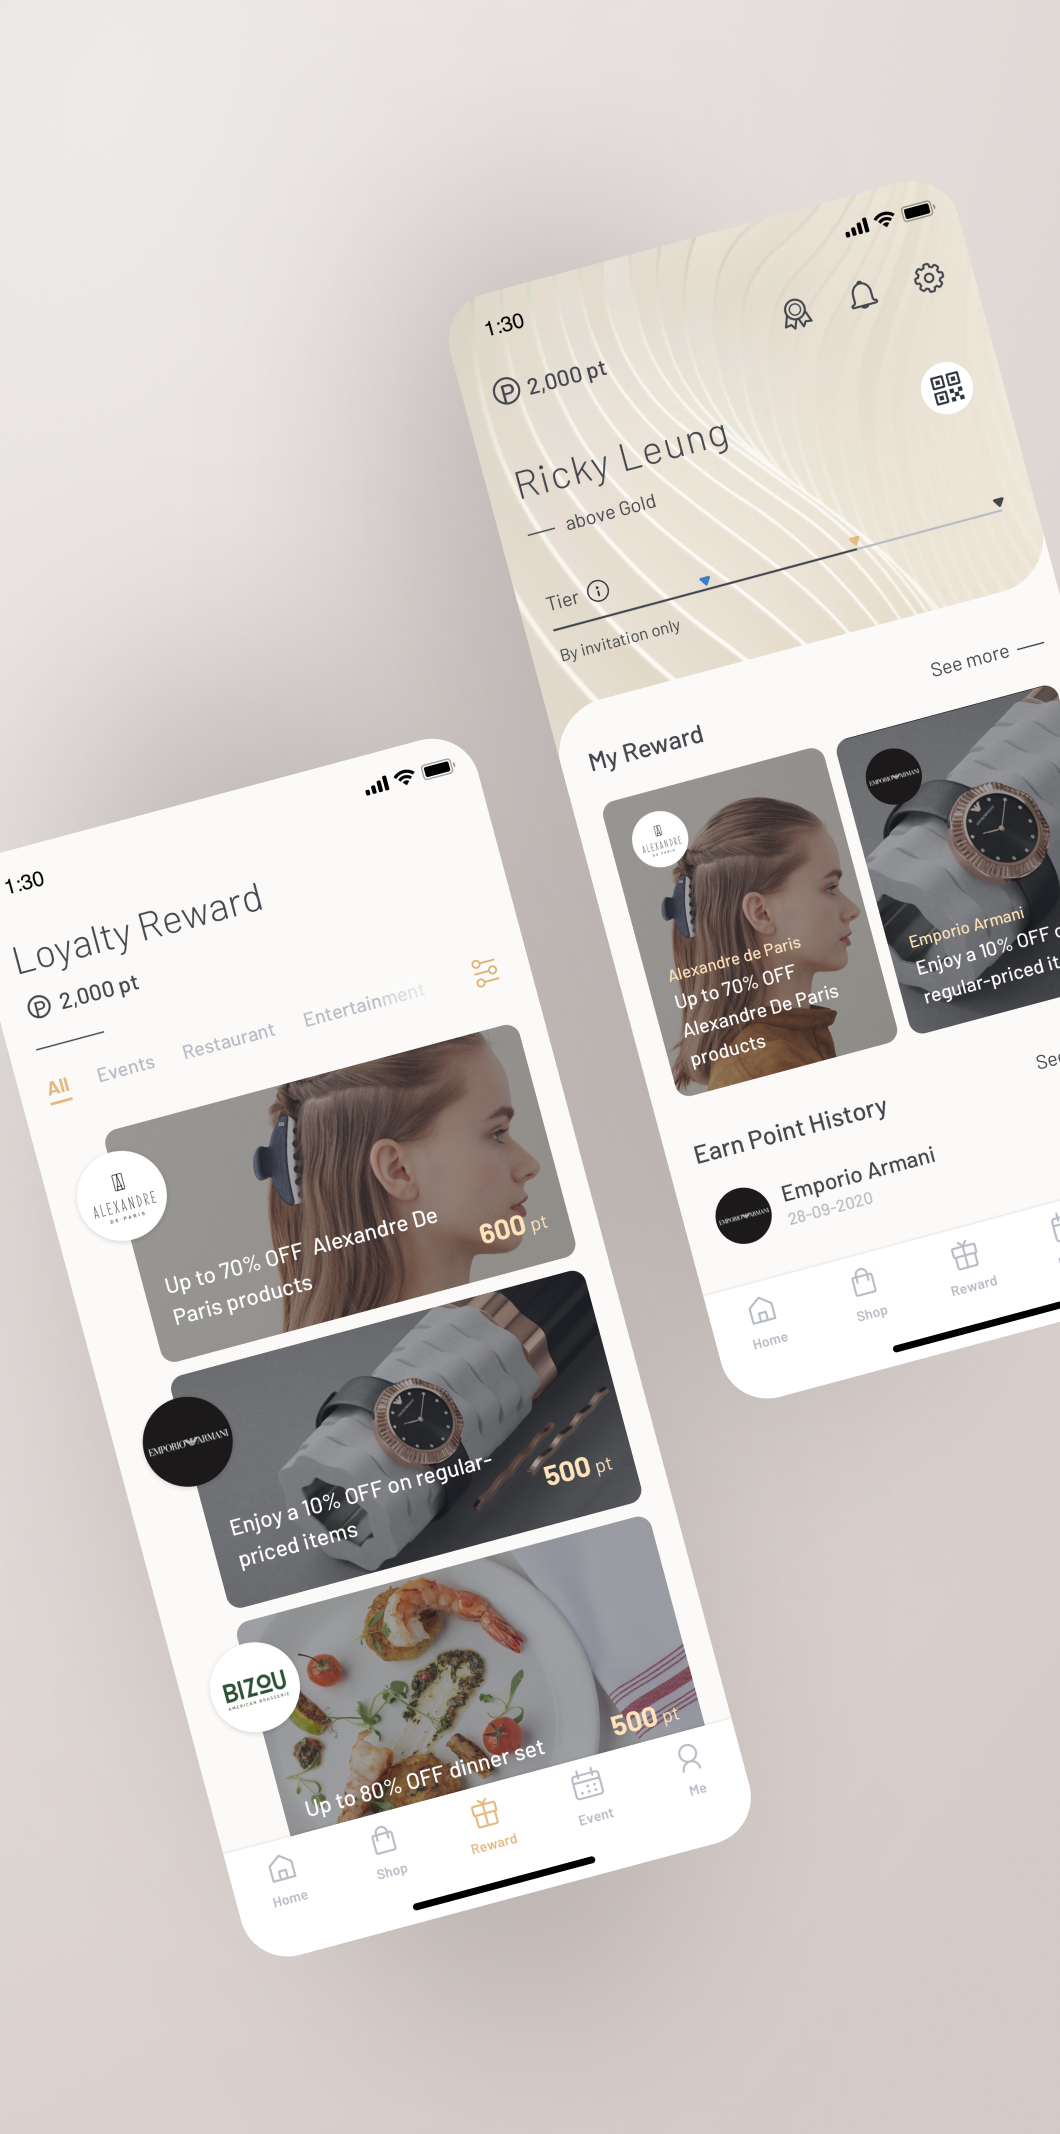 1:30
2,000 pt
Ricky Leung
above Gold
Tier
By invitation only
See more
My Reward
ALEXANDRE
DE PARIS
Alexandre de Paris
Up to 70% OFF
Alexandre De Paris
products
EMPORIO ARMANI
Emporio Armani
Enjoy a 10% OFF
regular-priced
Earn Point History
EMPORIO ARMANI
Emporio Armani
28-09-2020
Home
Shop
Reward
1:30
Loyalty Reward
2,000 pt
All
Events
Restaurant
Entertainment
ALEXANDRE
DE PARIS
Up to 70% OFF Alexandre De
Paris products
600 pt
EMPORIO ARMANI
Enjoy a 10% OFF on regular-
priced items
500 pt
BIZOU
AMERICAN BRASSERIE
Up to 80% OFF dinner set
500 pt
Home
Shop
Reward
Event
Me